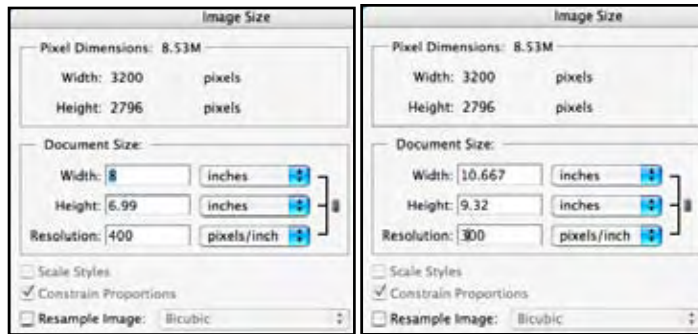 Image Size
Pixel Dimensions: 8.53M
Width: 3200 pixels
Height: 2796 pixels
Document Size:
Width: 8 inches
Height: 6.99 inches
Resolution: 400 pixels/inch
Scale Styles
Constrain Proportions
Resample Image: Bicubic
Image Size
Pixel Dimensions: 8.53M
Width: 3200 pixels
Height: 2796 pixels
Document Size:
Width: 10.667 inches
Height: 9.32 inches
Resolution: 300 pixels/inch
Scale Styles
Constrain Proportions
Resample Image: Bicubic